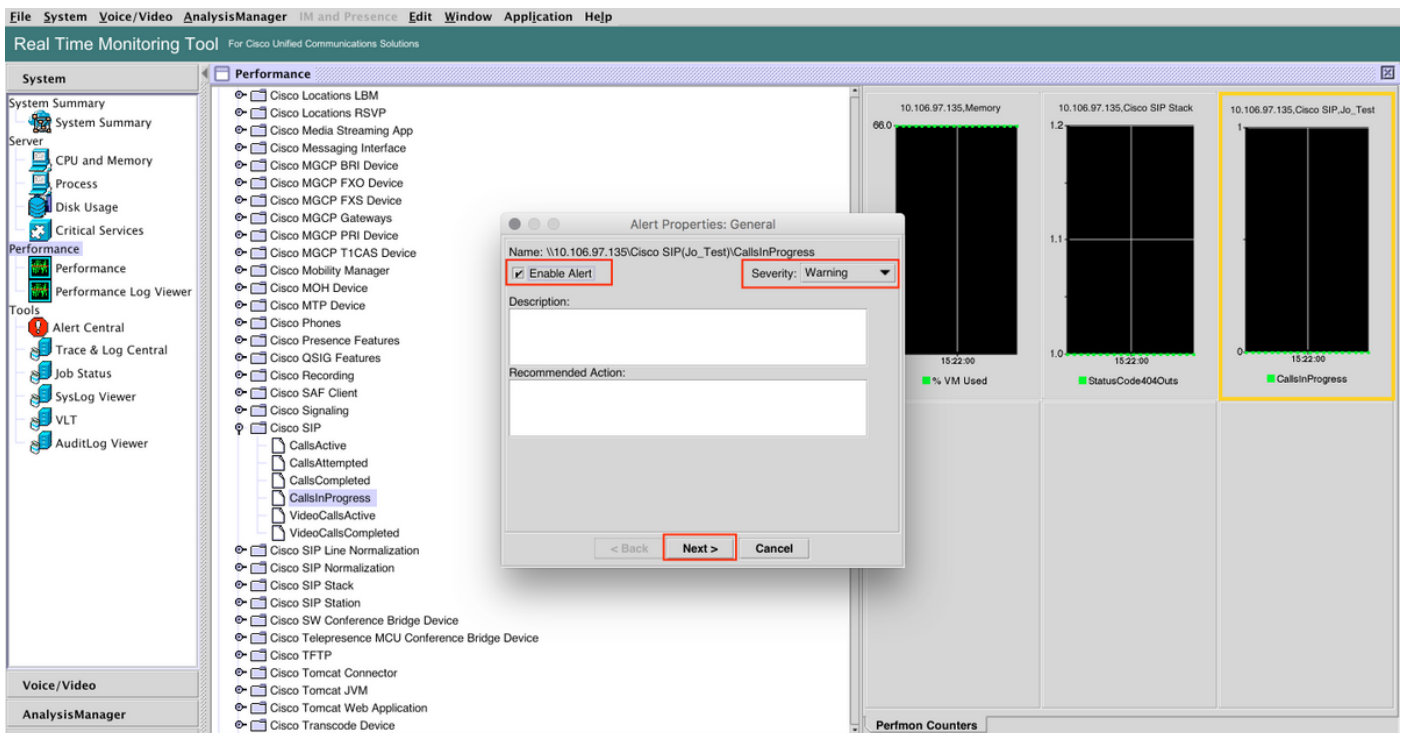 File System Voice/Video AnalysisManager IM and Presence Edit Window Application Help
Real Time Monitoring Tool For Cisco Unified Communications Solutions
System
System Summary
System Summary
Server
CPU and Memory
Process
Disk Usage
Critical Services
Performance
Performance
Performance Log Viewer
Tools
Alert Central
Trace & Log Central
Job Status
SysLog Viewer
VLT
AuditLog Viewer
Voice/Video
AnalysisManager
Performance
Cisco Locations LBM
Cisco Locations RSVP
Cisco Media Streaming App
Cisco Messaging Interface
Cisco MGCP BRI Device
Cisco MGCP FXO Device
Cisco MGCP FXS Device
Cisco MGCP Gateways
Cisco MGCP PRI Device
Cisco MGCP T1CAS Device
Cisco Mobility Manager
Cisco MOH Device
Cisco MTP Device
Cisco Phones
Cisco Presence Features
Cisco QSIG Features
Cisco Recording
Cisco SAF Client
Cisco Signaling
Cisco SIP
CallsActive
CallsAttempted
CallsCompleted
CallsInProgress
VideoCallsActive
VideoCallsCompleted
Cisco SIP Line Normalization
Cisco SIP Normalization
Cisco SIP Stack
Cisco SIP Station
Cisco SW Conference Bridge Device
Cisco Telepresence MCU Conference Bridge Device
Cisco TFTP
Cisco Tomcat Connector
Cisco Tomcat JVM
Cisco Tomcat Web Application
Cisco Transcode Device
Alert Properties: General
Name: \\10.106.97.135\Cisco SIP(Jo_Test)\CallsInProgress
Enable Alert
Severity: Warning
Description:
Recommended Action:
< Back Next > Cancel
10.106.97.135,Memory
66.0
15:22:00
% VM Used
10.106.97.135,Cisco SIP Stack
1.2
1.1
1.0
15:22:00
StatusCode404Outs
10.106.97.135,Cisco SIP,Jo_Test
1
0
15:22:00
CallsInProgress
Perfmon Counters